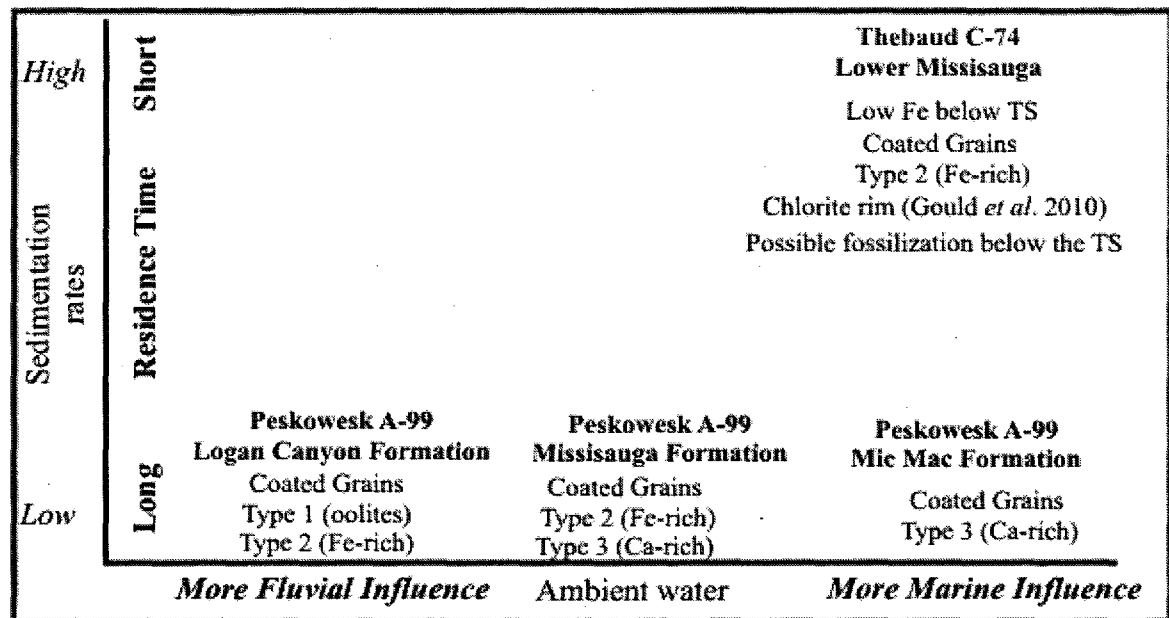 High
Short
Sedimentation
rates
Residence Time
Low
Long
Thebaud C-74
Lower Missisauga
Low Fe below TS
Coated Grains
Type 2 (Fe-rich)
Chlorite rim (Gould et al. 2010)
Possible fossilization below the TS
Peskowesk A-99
Logan Canyon Formation
Coated Grains
Type 1 (oolites)
Type 2 (Fe-rich)
Peskowesk A-99
Missisauga Formation
Coated Grains
Type 2 (Fe-rich)
Type 3 (Ca-rich)
Peskowesk A-99
Mic Mac Formation
Coated Grains
Type 3 (Ca-rich)
More Fluvial Influence
Ambient water
More Marine Influence